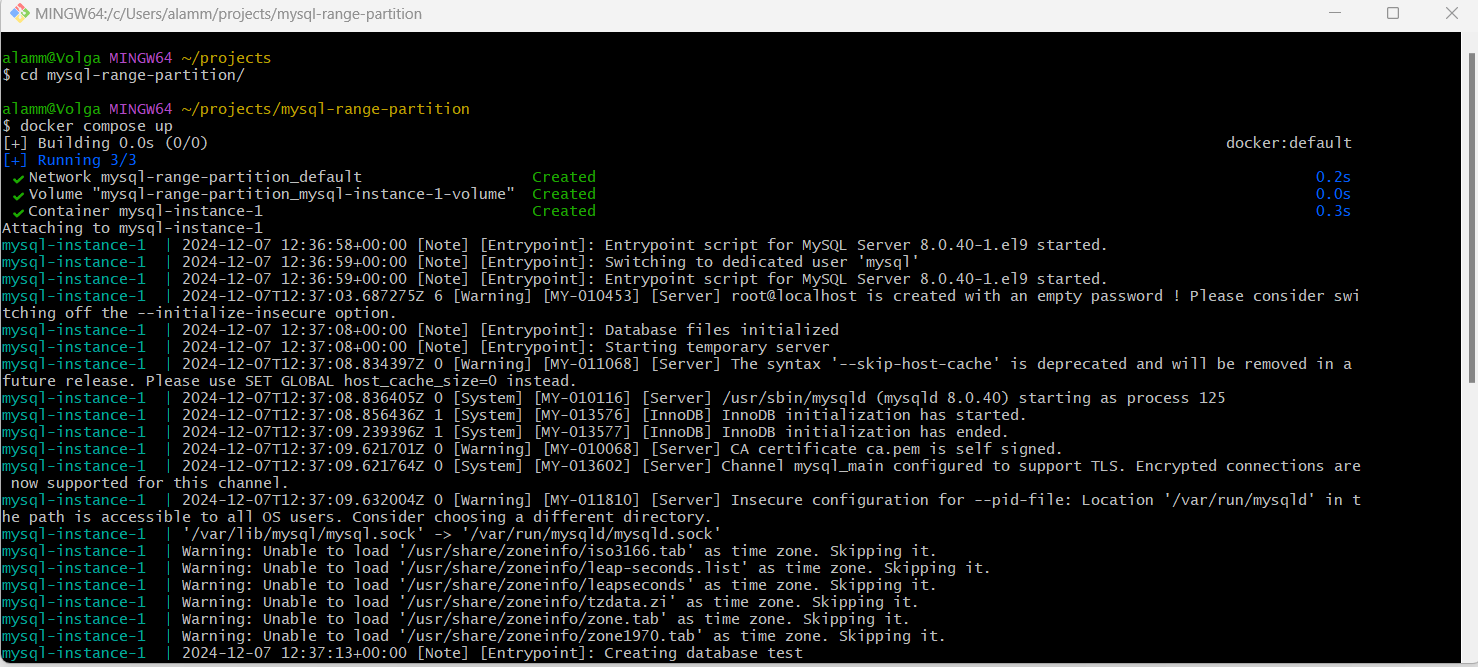 MINGW64:/c/Users/alamm/projects/mysql-range-partition
alamm@Volga MINGW64 ~/projects
$ cd mysql-range-partition/
alamm@Volga MINGW64 ~/projects/mysql-range-partition
$ docker compose up
[+] Building 0.0s (0/0) docker:default
[+] Running 3/3
✔ Network mysql-range-partition_default Created 0.2s
✔ Volume "mysql-range-partition_mysql-instance-1-volume" Created 0.0s
✔ Container mysql-instance-1 Created 0.3s
Attaching to mysql-instance-1
mysql-instance-1 | 2024-12-07 12:36:58+00:00 [Note] [Entrypoint]: Entrypoint script for MySQL Server 8.0.40-1.el9 started.
mysql-instance-1 | 2024-12-07 12:36:59+00:00 [Note] [Entrypoint]: Switching to dedicated user 'mysql'
mysql-instance-1 | 2024-12-07 12:36:59+00:00 [Note] [Entrypoint]: Entrypoint script for MySQL Server 8.0.40-1.el9 started.
mysql-instance-1 | 2024-12-07T12:37:03.687275Z 6 [Warning] [MY-010453] [Server] root@localhost is created with an empty password ! Please consider swi
tching off the --initialize-insecure option.
mysql-instance-1 | 2024-12-07 12:37:08+00:00 [Note] [Entrypoint]: Database files initialized
mysql-instance-1 | 2024-12-07 12:37:08+00:00 [Note] [Entrypoint]: Starting temporary server
mysql-instance-1 | 2024-12-07T12:37:08.834397Z 0 [Warning] [MY-011068] [Server] The syntax '--skip-host-cache' is deprecated and will be removed in a
future release. Please use SET GLOBAL host_cache_size=0 instead.
mysql-instance-1 | 2024-12-07T12:37:08.836405Z 0 [System] [MY-010116] [Server] /usr/sbin/mysqld (mysqld 8.0.40) starting as process 125
mysql-instance-1 | 2024-12-07T12:37:08.856436Z 1 [System] [MY-013576] [InnoDB] InnoDB initialization has started.
mysql-instance-1 | 2024-12-07T12:37:09.239396Z 1 [System] [MY-013577] [InnoDB] InnoDB initialization has ended.
mysql-instance-1 | 2024-12-07T12:37:09.621701Z 0 [Warning] [MY-010068] [Server] CA certificate ca.pem is self signed.
mysql-instance-1 | 2024-12-07T12:37:09.621764Z 0 [System] [MY-013602] [Server] Channel mysql_main configured to support TLS. Encrypted connections are
now supported for this channel.
mysql-instance-1 | 2024-12-07T12:37:09.632004Z 0 [Warning] [MY-011810] [Server] Insecure configuration for --pid-file: Location '/var/run/mysqld' in t
he path is accessible to all OS users. Consider choosing a different directory.
mysql-instance-1 | '/var/lib/mysql/mysql.sock' -> '/var/run/mysqld/mysqld.sock'
mysql-instance-1 | Warning: Unable to load '/usr/share/zoneinfo/iso3166.tab' as time zone. Skipping it.
mysql-instance-1 | Warning: Unable to load '/usr/share/zoneinfo/leap-seconds.list' as time zone. Skipping it.
mysql-instance-1 | Warning: Unable to load '/usr/share/zoneinfo/leapseconds' as time zone. Skipping it.
mysql-instance-1 | Warning: Unable to load '/usr/share/zoneinfo/tzdata.zi' as time zone. Skipping it.
mysql-instance-1 | Warning: Unable to load '/usr/share/zoneinfo/zone.tab' as time zone. Skipping it.
mysql-instance-1 | Warning: Unable to load '/usr/share/zoneinfo/zone1970.tab' as time zone. Skipping it.
mysql-instance-1 | 2024-12-07 12:37:13+00:00 [Note] [Entrypoint]: Creating database test